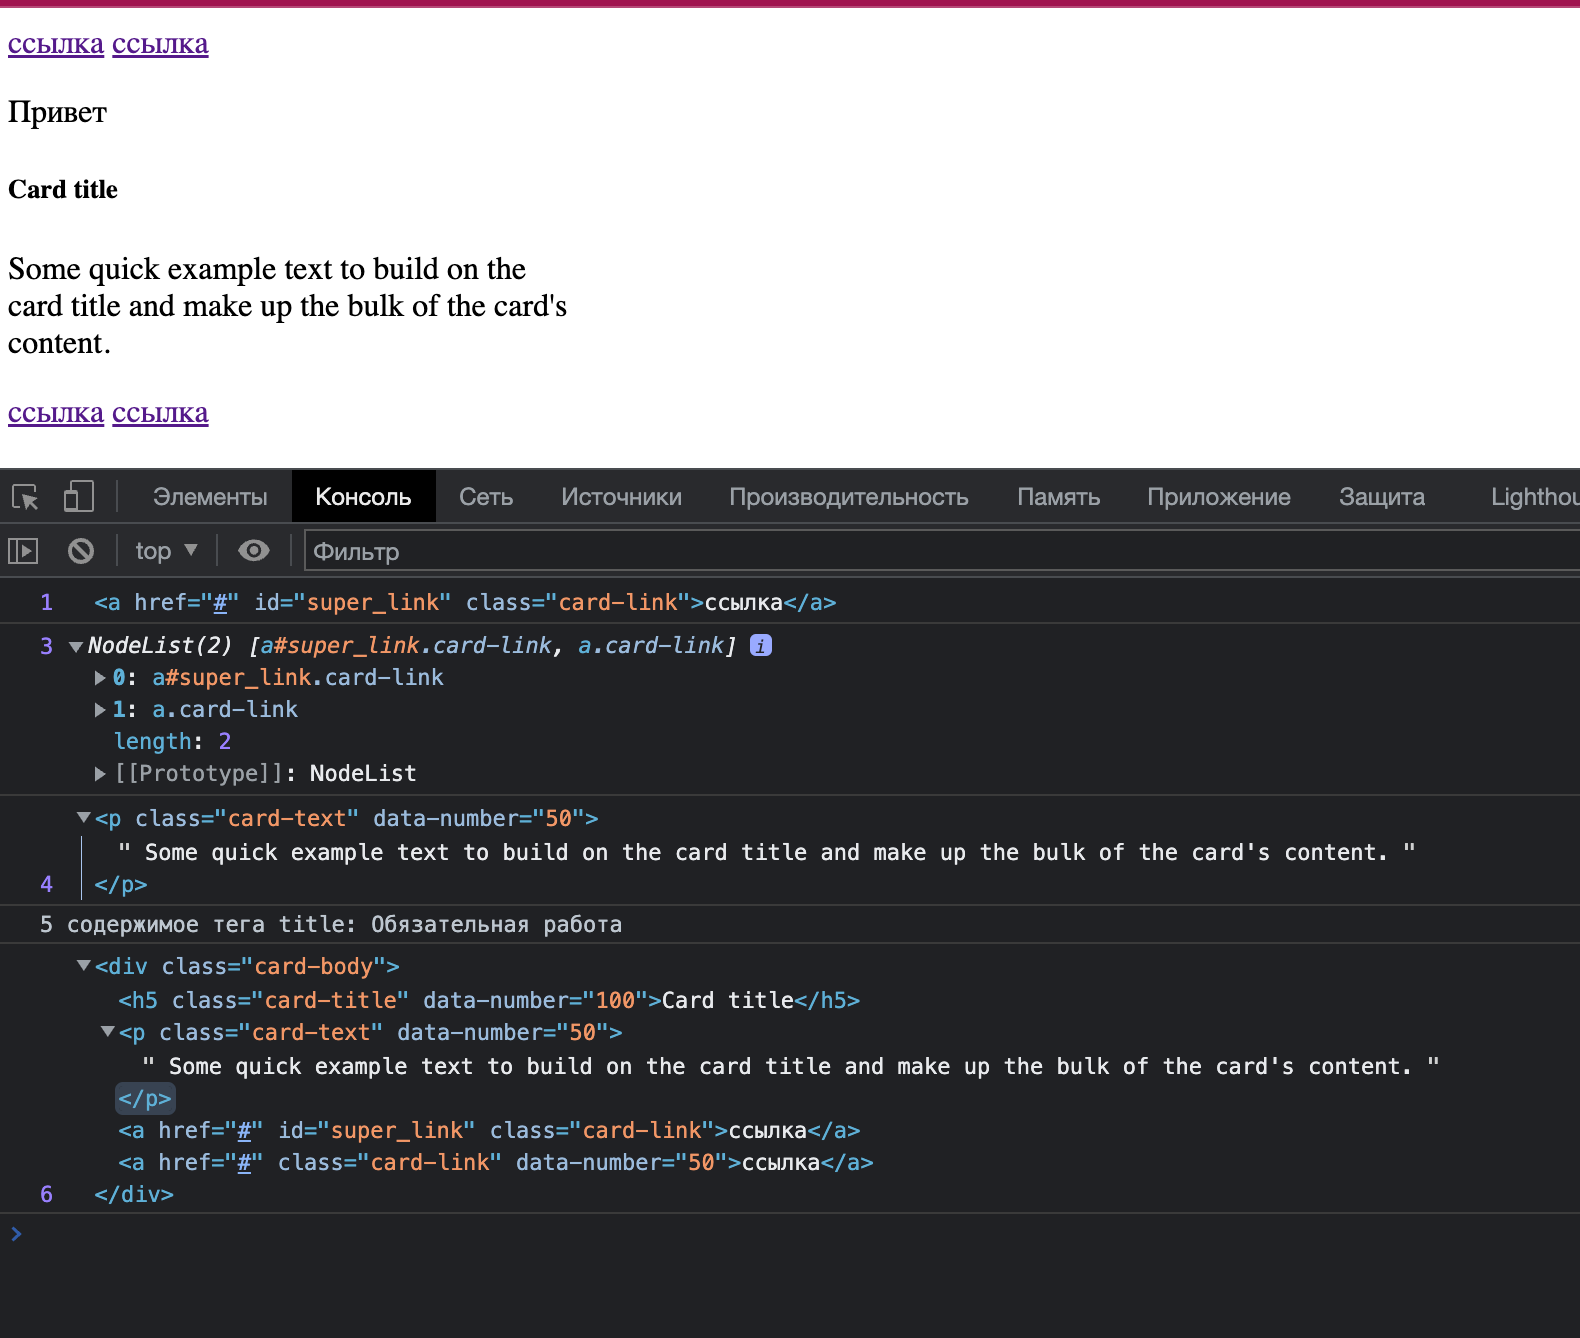 ссылка ссылка
Привет
Card title
Some quick example text to build on the
card title and make up the bulk of the card's
content.
ссылка ссылка
Элементы Консоль Сеть Источники Производительность Память Приложение Защита Lighthou
top ▼ Фильтр
1 <a href="#" id="super_link" class="card-link">ссылка</a>
3 ▼NodeList(2) [a#super_link.card-link, a.card-link] i
▶0: a#super_link.card-link
▶1: a.card-link
length: 2
▶[[Prototype]]: NodeList
▼<p class="card-text" data-number="50">
" Some quick example text to build on the card title and make up the bulk of the card's content. "
4 </p>
5 содержимое тега title: Обязательная работа
▼<div class="card-body">
<h5 class="card-title" data-number="100">Card title</h5>
▼<p class="card-text" data-number="50">
" Some quick example text to build on the card title and make up the bulk of the card's content. "
</p>
<a href="#" id="super_link" class="card-link">ссылка</a>
<a href="#" class="card-link" data-number="50">ссылка</a>
6 </div>
>